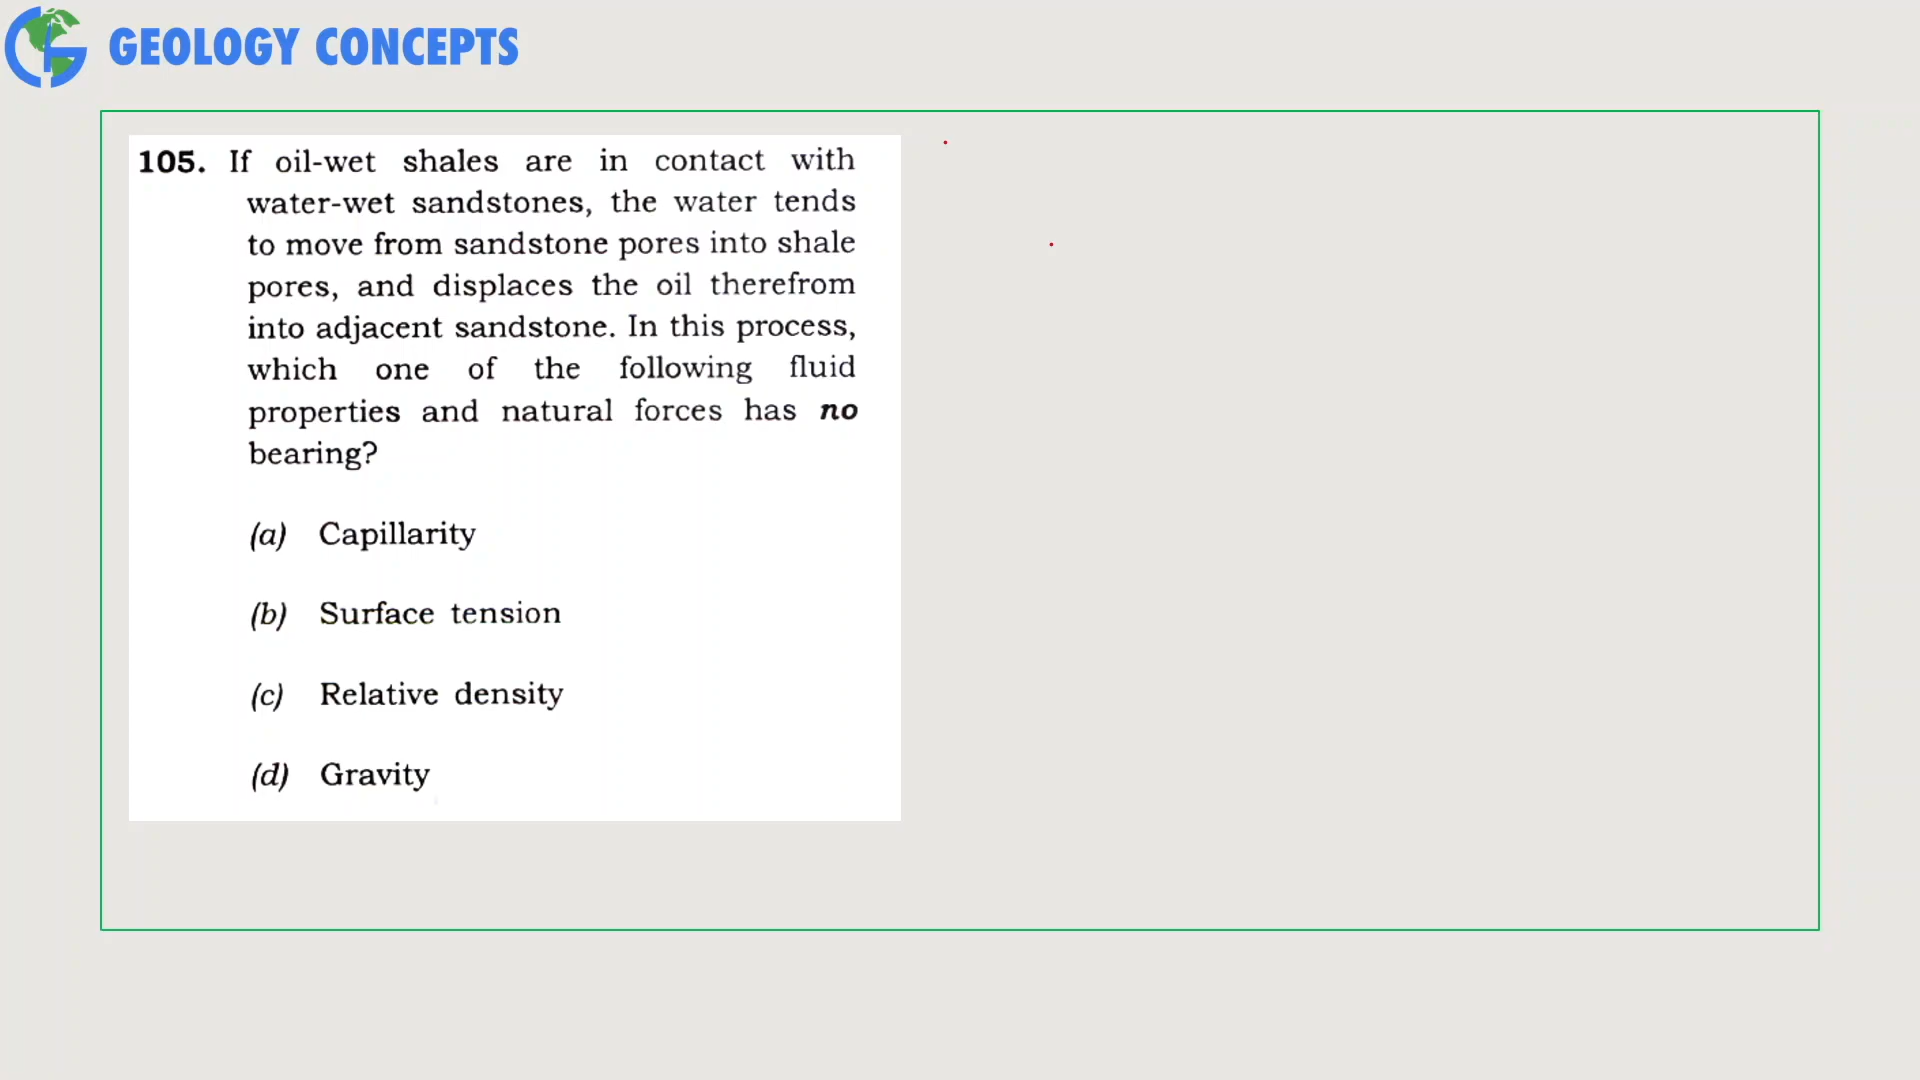 GEOLOGY CONCEPTS
105. If oil-wet shales are in contact with
water-wet sandstones, the water tends
to move from sandstone pores into shale
pores, and displaces the oil therefrom
into adjacent sandstone. In this process,
which one of the following fluid
properties and natural forces has no
bearing?
(a) Capillarity
(b) Surface tension
(c) Relative density
(d) Gravity